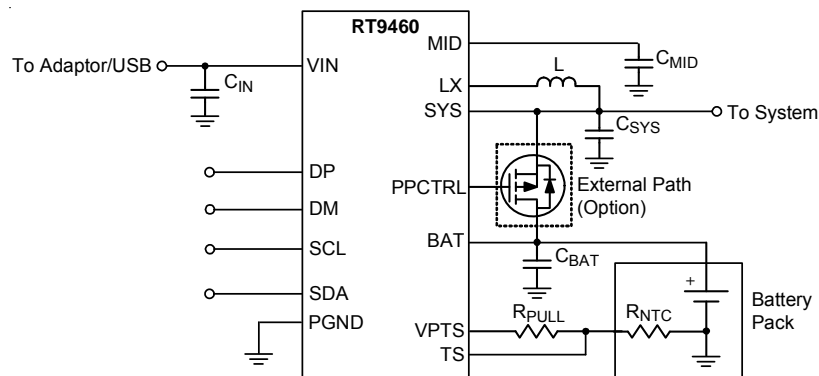 RT9460
MID
To Adaptor/USB
VIN
C_IN
C_MID
L
LX
SYS
To System
C_SYS
DP
PPCTRL
External Path
(Option)
DM
BAT
SCL
C_BAT
SDA
+
Battery
Pack
PGND
R_PULL
R_NTC
VPTS
TS